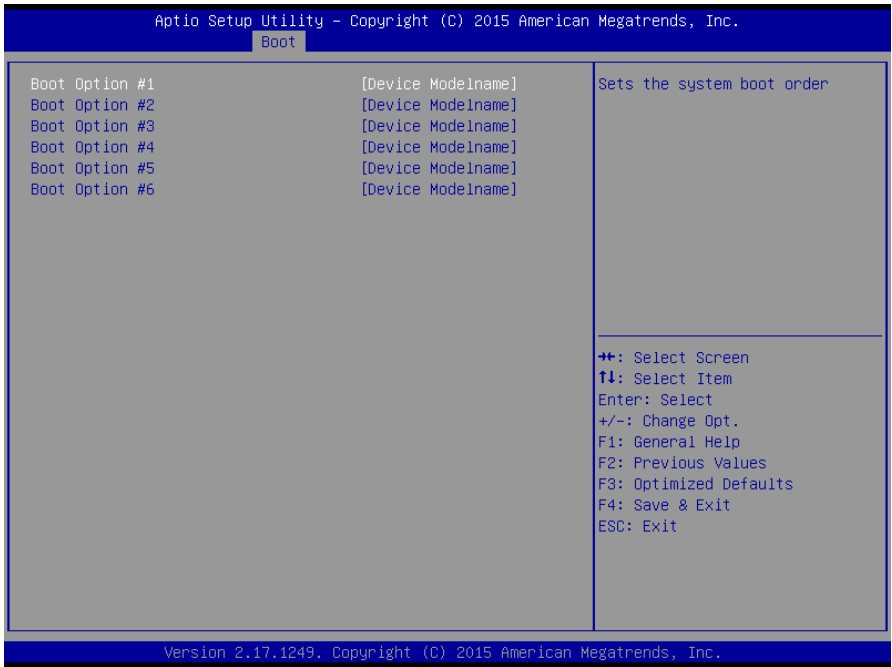 Aptio Setup Utility – Copyright (C) 2015 American Megatrends, Inc.
Boot
Boot Option #1 [Device Modelname]
Boot Option #2 [Device Modelname]
Boot Option #3 [Device Modelname]
Boot Option #4 [Device Modelname]
Boot Option #5 [Device Modelname]
Boot Option #6 [Device Modelname]
Sets the system boot order
→←: Select Screen
↑↓: Select Item
Enter: Select
+/-: Change Opt.
F1: General Help
F2: Previous Values
F3: Optimized Defaults
F4: Save & Exit
ESC: Exit
Version 2.17.1249. Copyright (C) 2015 American Megatrends, Inc.